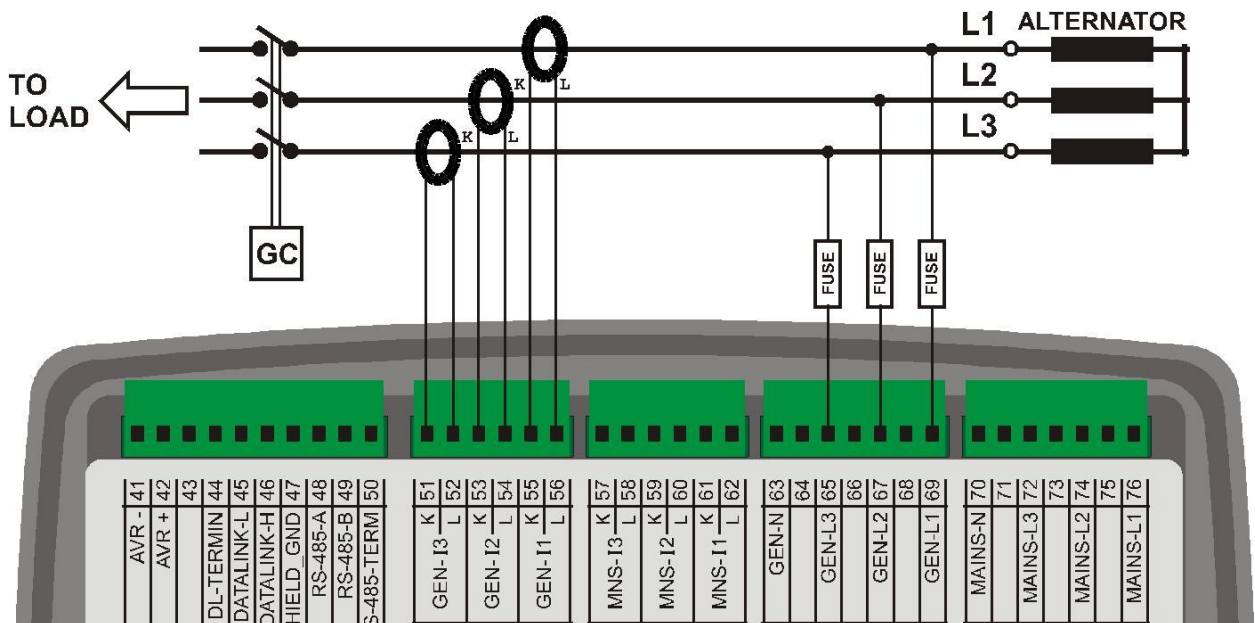 L1 ALTERNATOR
L2
L3
TO
LOAD
K L
K L
GC
FUSE FUSE FUSE
41 42 43 44 45 46 47 48 49 50
AVR -
AVR +
DL-TERMIN
DATALINK-L
DATALINK-H
HIELD_GND
RS-485-A
RS-485-B
S-485-TERM
51 52 53 54 55 56
K L K L K L
GEN-I3
GEN-I2
GEN-I1
57 58 59 60 61 62
K L K L K L
MNS-I3
MNS-I2
MNS-I1
63 64 65 66 67 68 69
GEN-N
GEN-L3
GEN-L2
GEN-L1
70 71 72 73 74 75 76
MAINS-N
MAINS-L3
MAINS-L2
MAINS-L1